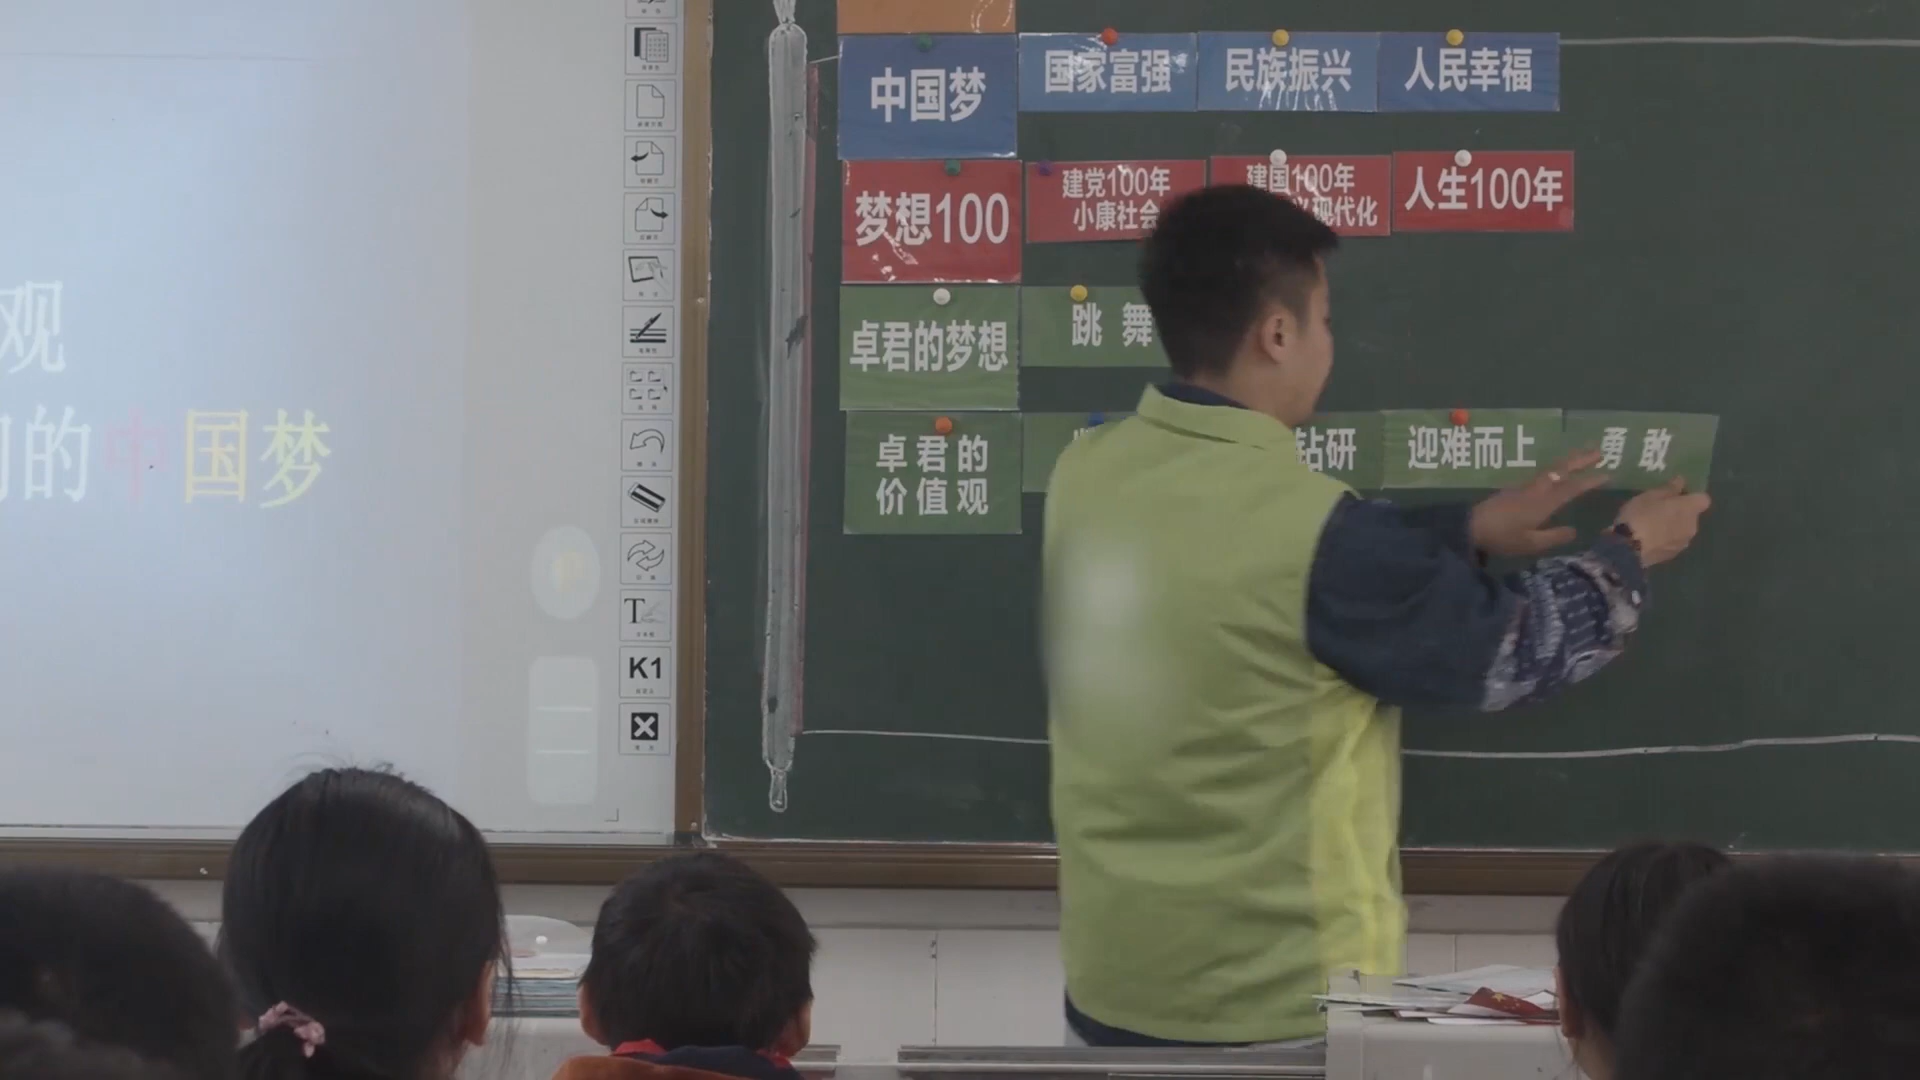 观
们的中国梦
K1
中国梦
国家富强
民族振兴
人民幸福
梦想100
建党100年
小康社会
建国100年
现代化
人生100年
卓君的梦想
跳舞
卓君的
价值观
钻研
迎难而上
勇敢